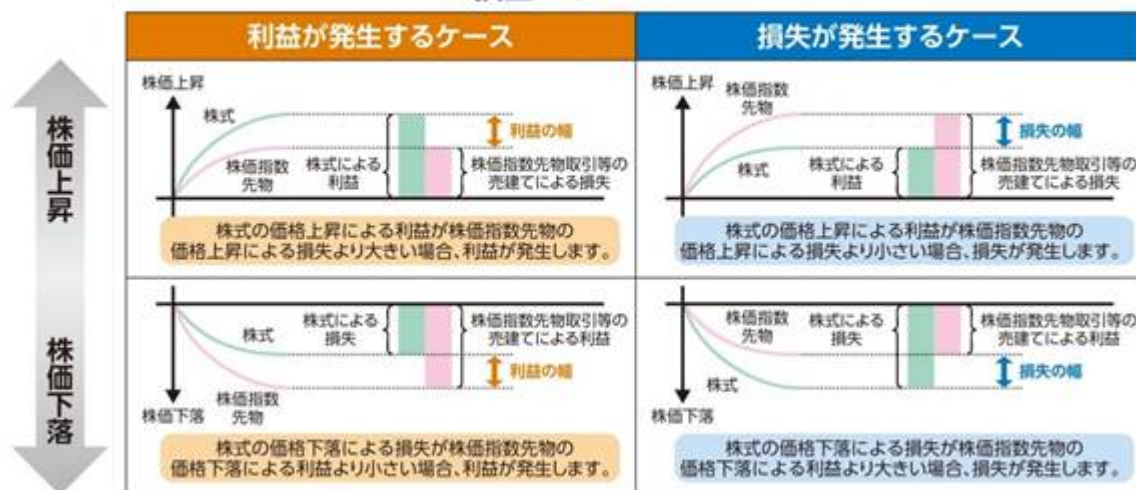 利益が発生するケース
損失が発生するケース
株価上昇
株価下落
株価上昇
株式
株価指数
先物
株式による
利益
利益の幅
株価指数先物取引等の
売建てによる損失
株式の価格上昇による利益が株価指数先物の
価格上昇による損失より大きい場合、利益が発生します。
株価上昇
株価指数
先物
株式
株式による
利益
損失の幅
株価指数先物取引等の
売建てによる損失
株式の価格上昇による利益が株価指数先物の
価格上昇による損失より小さい場合、損失が発生します。
株式
株式による
損失
株価指数先物取引等の
売建てによる利益
利益の幅
株価指数
先物
株価下落
株式の価格下落による損失が株価指数先物の
価格下落による利益より小さい場合、利益が発生します。
株価指数
先物
株式による
損失
株価指数先物取引等の
売建てによる利益
株式
損失の幅
株価下落
株式の価格下落による損失が株価指数先物の
価格下落による利益より大きい場合、損失が発生します。